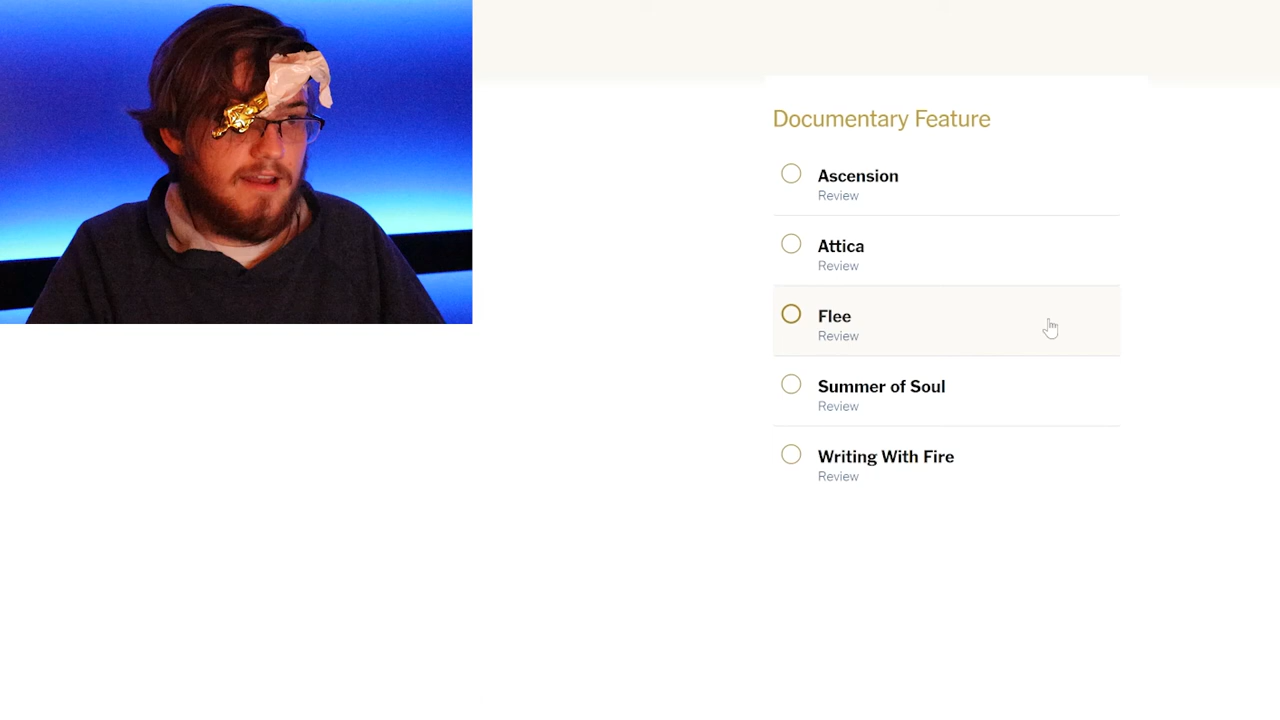 Documentary Feature
Ascension
Review
Attica
Review
Flee
Review
Summer of Soul
Review
Writing With Fire
Review